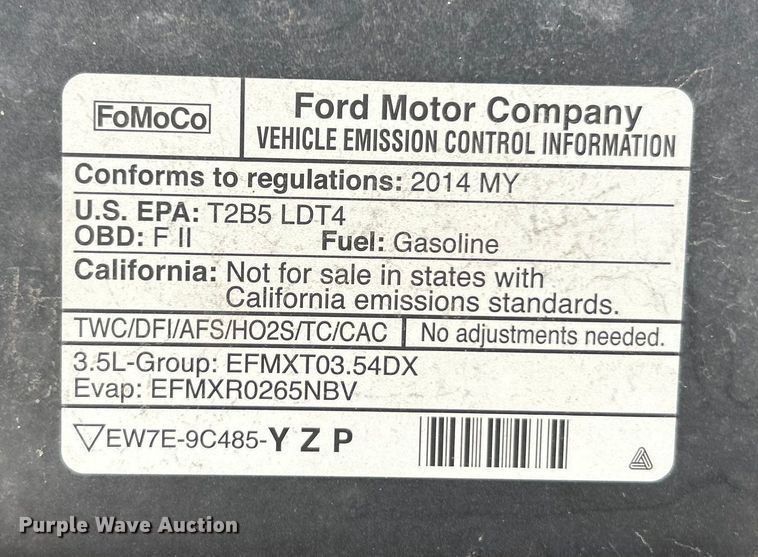 FoMoCo
Ford Motor Company
VEHICLE EMISSION CONTROL INFORMATION
Conforms to regulations: 2014 MY
U.S. EPA: T2B5 LDT4
OBD: F II Fuel: Gasoline
California: Not for sale in states with
California emissions standards.
TWC/DFI/AFS/HO2S/TC/CAC No adjustments needed.
3.5L-Group: EFMXT03.54DX
Evap: EFMXR0265NBV
EW7E-9C485-Y Z P
Purple Wave Auction